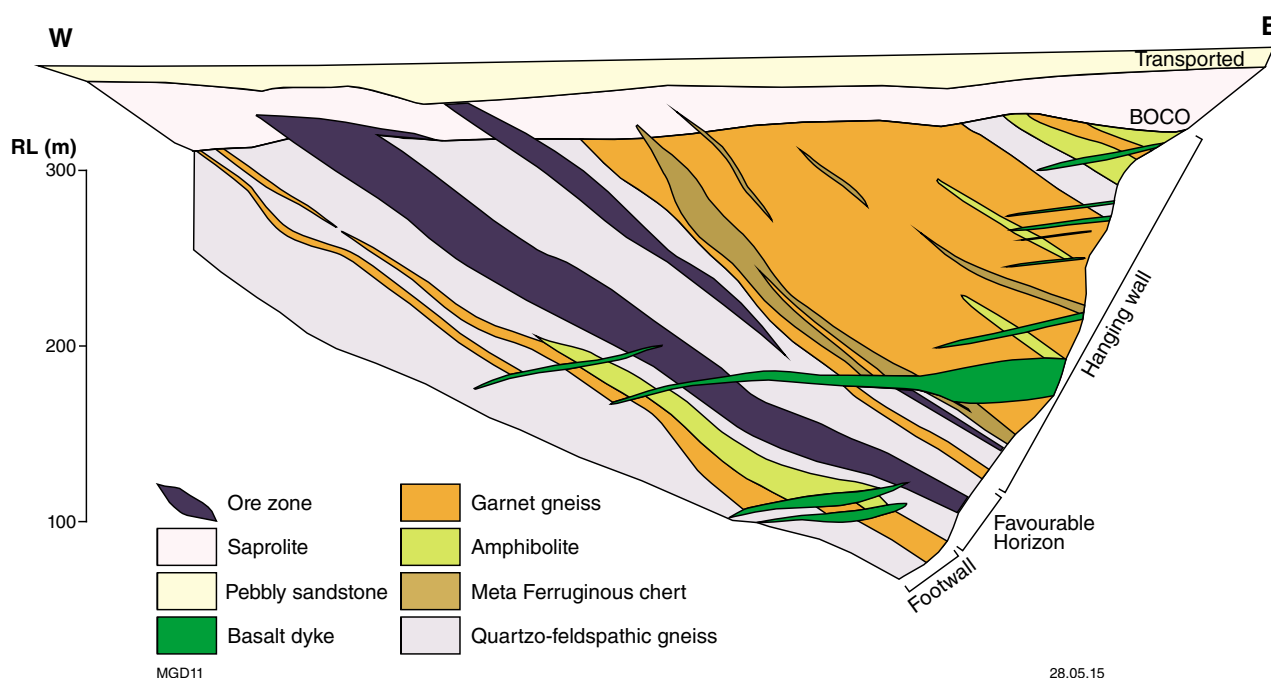 W
E
Transported
BOCO
RL (m)
300
200
100
Hanging wall
Favourable
Horizon
Footwall
Ore zone
Saprolite
Pebbly sandstone
Basalt dyke
Garnet gneiss
Amphibolite
Meta Ferruginous chert
Quartzo-feldspathic gneiss
MGD11
28.05.15